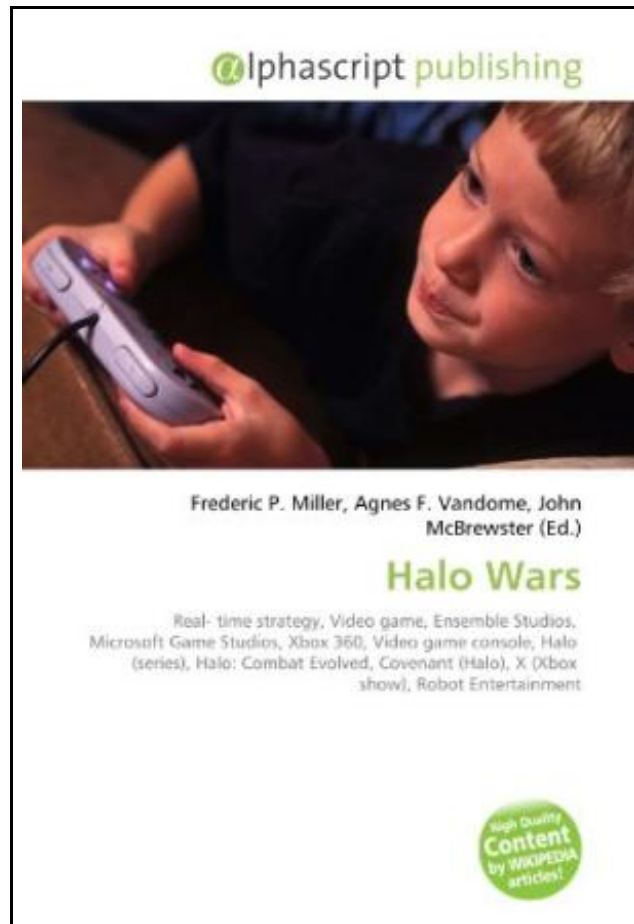 @lphascript publishing
Frederic P. Miller, Agnes F. Vandome, John
McBrewster (Ed.)
Halo Wars
Real- time strategy, Video game, Ensemble Studios,
Microsoft Game Studios, Xbox 360, Video game console, Halo
(series), Halo: Combat Evolved, Covenant (Halo), X (Xbox
show), Robot Entertainment
High Quality
Content
by WIKIPEDIA
articles!